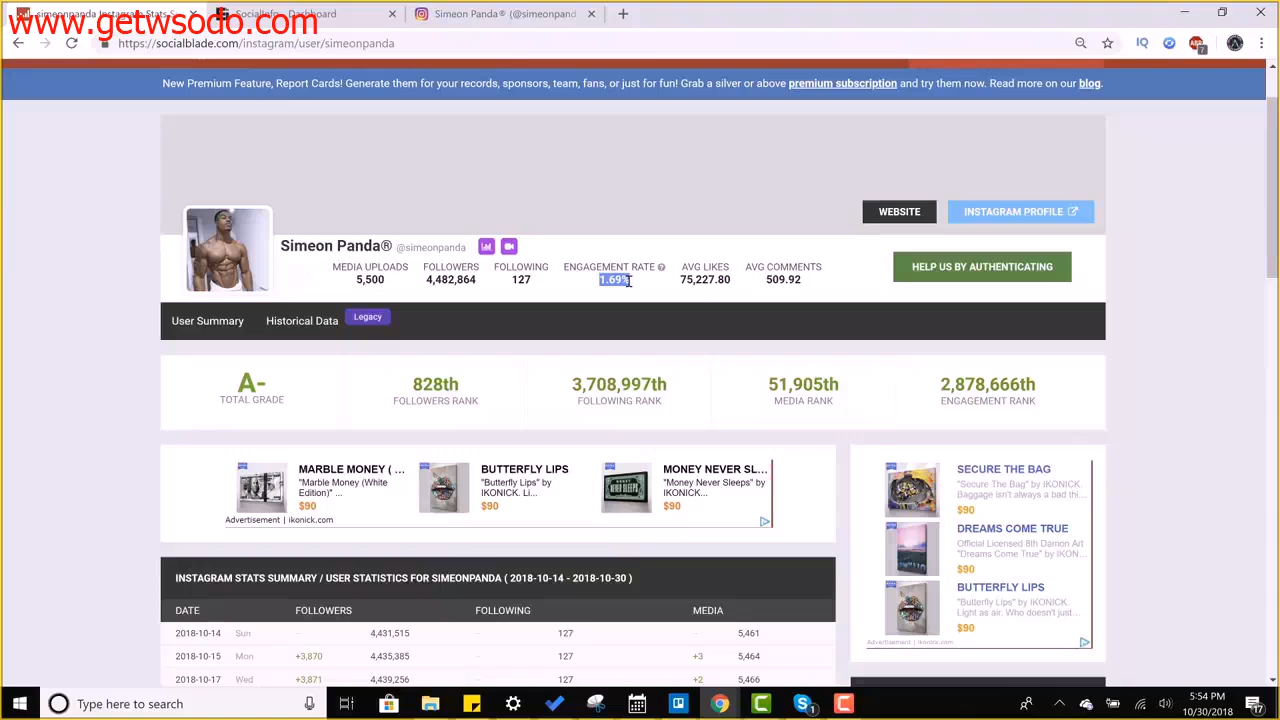 www.getwsodo.com
simeonpanda Instagram Stats S
SocialInfo - Dashboard
Simeon Panda® (@simeonpand
https://socialblade.com/instagram/user/simeonpanda
New Premium Feature, Report Cards! Generate them for your records, sponsors, team, fans, or just for fun! Grab a silver or above premium subscription and try them now. Read more on our blog.
WEBSITE
INSTAGRAM PROFILE
Simeon Panda® @simeonpanda
MEDIA UPLOADS FOLLOWERS FOLLOWING ENGAGEMENT RATE AVG LIKES AVG COMMENTS
5,500 4,482,864 127 1.69% 75,227.80 509.92
HELP US BY AUTHENTICATING
User Summary Historical Data Legacy
A- 828th 3,708,997th 51,905th 2,878,666th
TOTAL GRADE FOLLOWERS RANK FOLLOWING RANK MEDIA RANK ENGAGEMENT RANK
MARBLE MONEY ( ...
"Marble Money (White
Edition)" ...
$90
BUTTERFLY LIPS
"Butterfly Lips" by
IKONICK. Li...
$90
MONEY NEVER SL...
"Money Never Sleeps" by
IKONICK...
$90
Advertisement | ikonick.com
SECURE THE BAG
"Secure The Bag" by IKONICK.
Baggage isn't always a bad thi...
$90
DREAMS COME TRUE
Official Licensed 8th Damon Art
"Dreams Come True" by IKON...
$90
BUTTERFLY LIPS
"Butterfly Lips" by IKONICK.
Light as air. Who doesn't just...
$90
Advertisement | ikonick.com
INSTAGRAM STATS SUMMARY / USER STATISTICS FOR SIMEONPANDA ( 2018-10-14 - 2018-10-30 )
DATE FOLLOWERS FOLLOWING MEDIA
2018-10-14 Sun -- 4,431,515 -- 127 -- 5,461
2018-10-15 Mon +3,870 4,435,385 -- 127 +3 5,464
2018-10-17 Wed +3,871 4,439,256 -- 127 +2 5,466
Type here to search
5:54 PM
10/30/2018
17